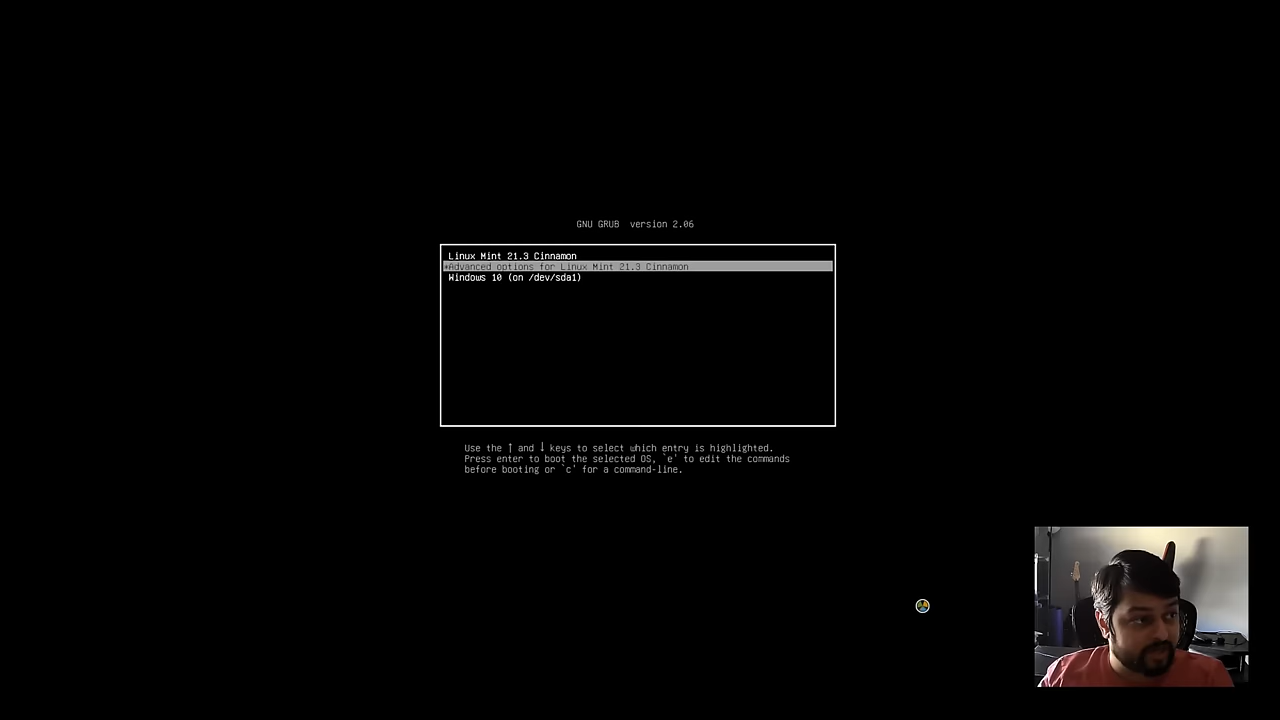 GNU GRUB version 2.06
Linux Mint 21.3 Cinnamon
*Advanced options for Linux Mint 21.3 Cinnamon
Windows 10 (on /dev/sda1)
Use the ↑ and ↓ keys to select which entry is highlighted.
Press enter to boot the selected OS, `e' to edit the commands
before booting or `c' for a command-line.